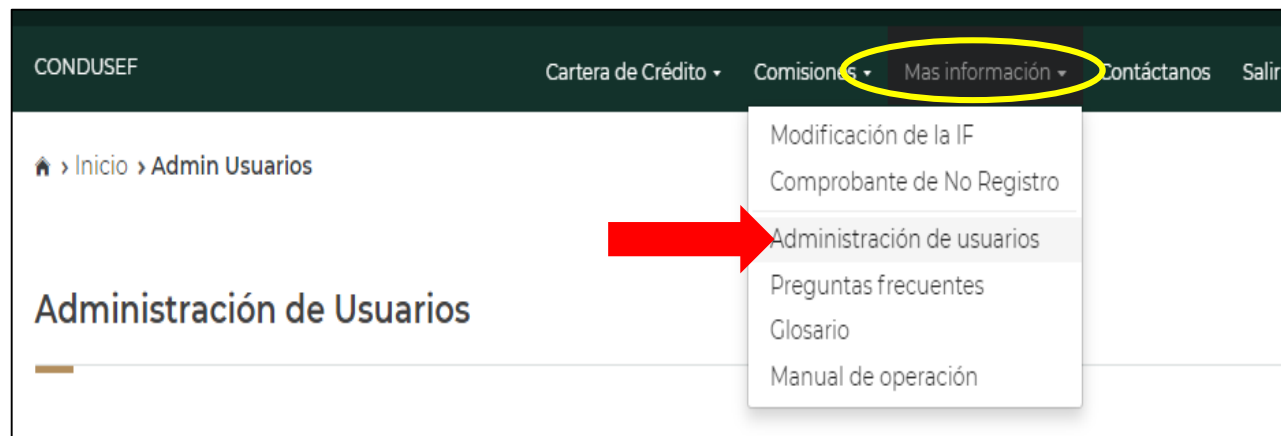 CONDUSEF Cartera de Crédito Comisiones Mas información Contáctanos Salir
Modificación de la IF
› Inicio › Admin Usuarios
Comprobante de No Registro
Administración de usuarios
Preguntas frecuentes
Administración de Usuarios
Glosario
Manual de operación